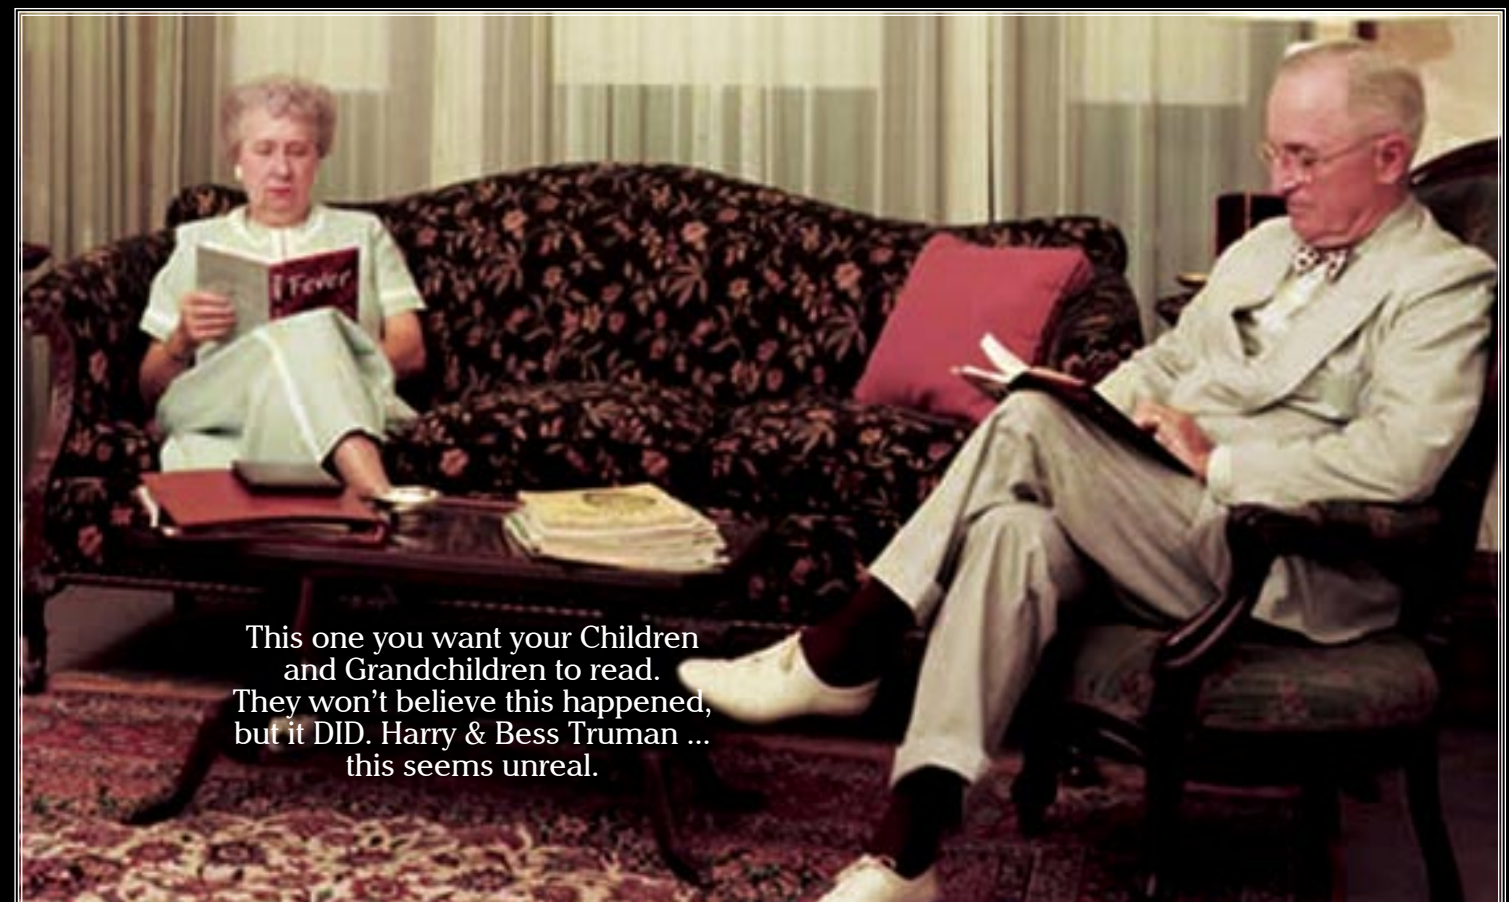 Fever
This one you want your Children
and Grandchildren to read.
They won’t believe this happened,
but it DID. Harry & Bess Truman ...
this seems unreal.